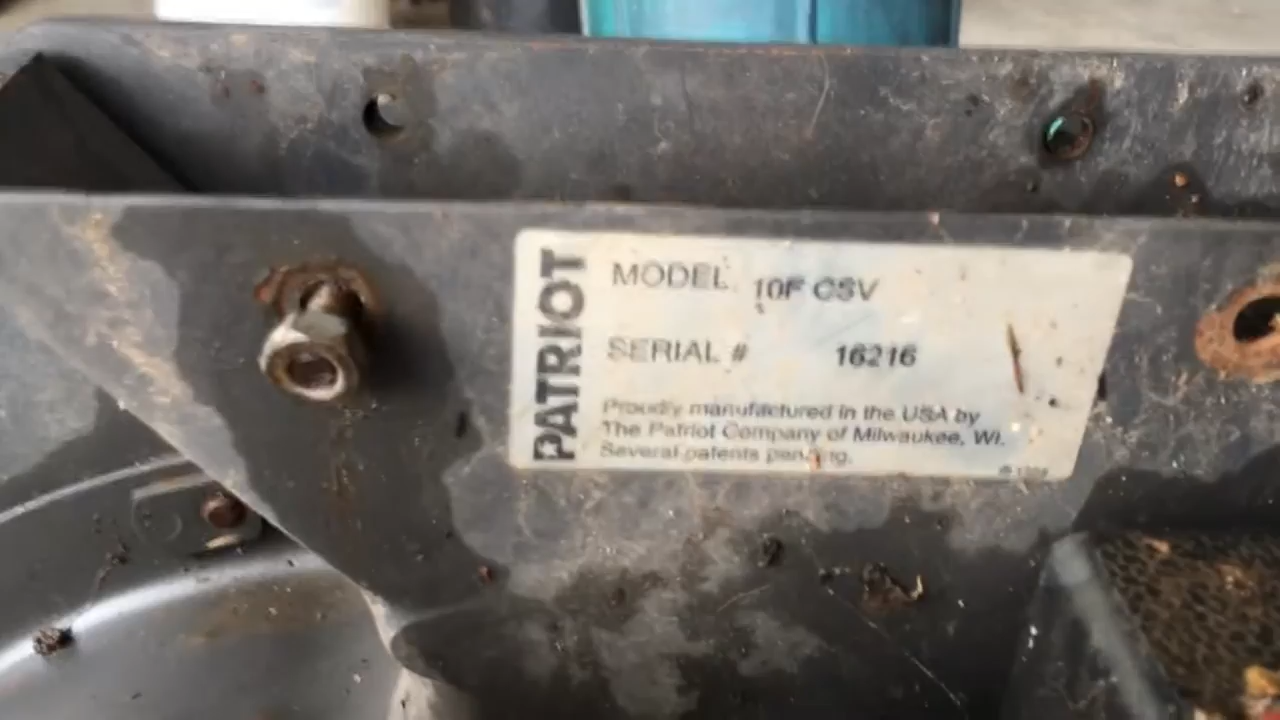 PATRIOT
MODEL 10F CSV
SERIAL # 16216
Proudly manufactured in the USA by
The Patriot Company of Milwaukee, WI.
Several patents pending.